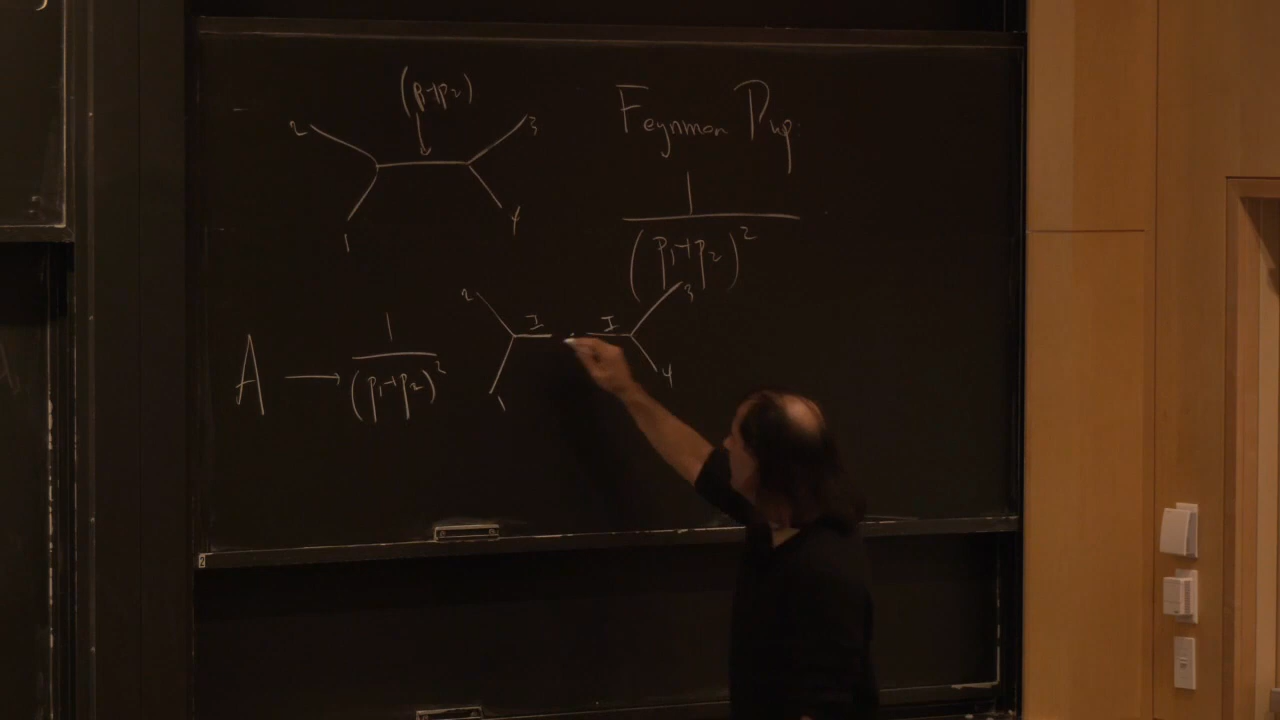 (p₁+p₂)
2 3
1 4
Feynman Prop.
1
(p₁+p₂)²
A → 1
(p₁+p₂)²
2 I I 3
1 4
2